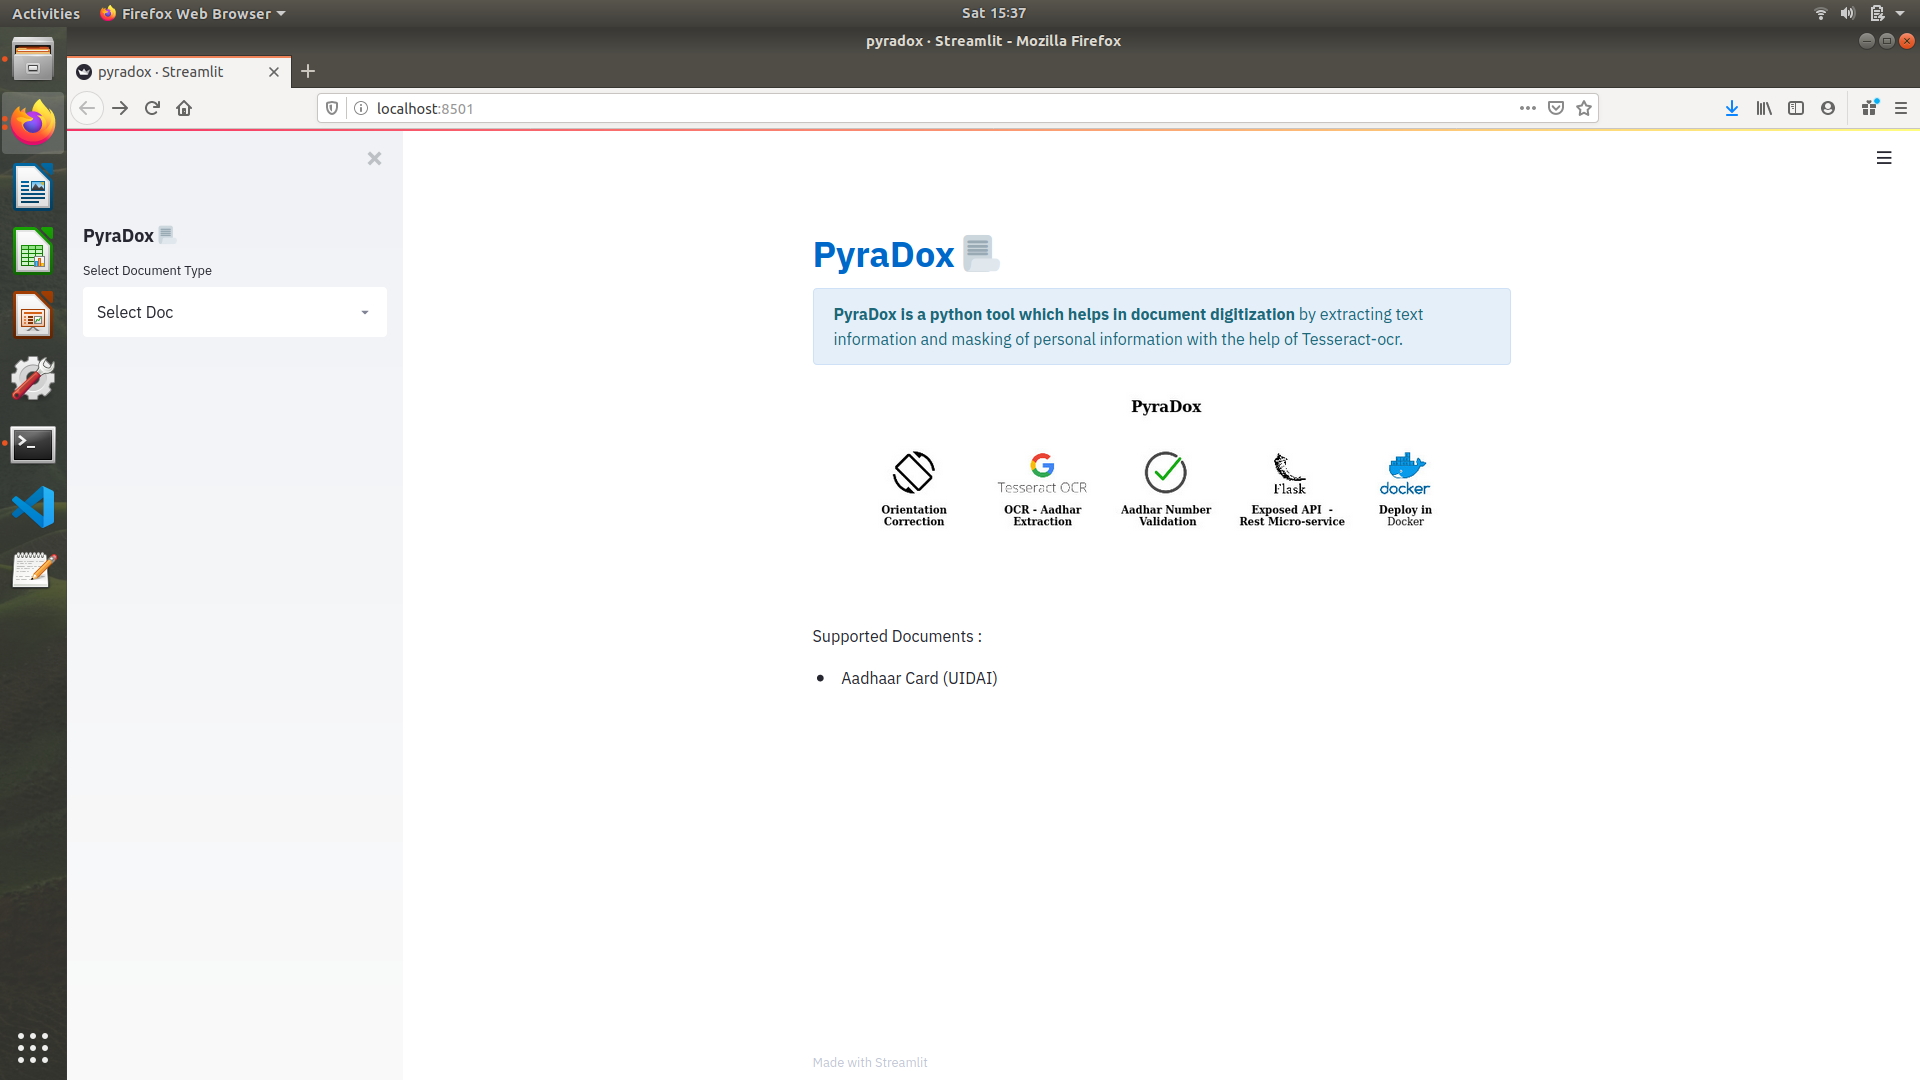 Activities
Firefox Web Browser
Sat 15:37
pyradox · Streamlit - Mozilla Firefox
pyradox · Streamlit
localhost:8501
PyraDox
Select Document Type
Select Doc
PyraDox
PyraDox is a python tool which helps in document digitization by extracting text
information and masking of personal information with the help of Tesseract-ocr.
PyraDox
Tesseract OCR
Flask
docker
Orientation
Correction
OCR - Aadhar
Extraction
Aadhar Number
Validation
Exposed API -
Rest Micro-service
Deploy in
Docker
Supported Documents :
Aadhaar Card (UIDAI)
Made with Streamlit